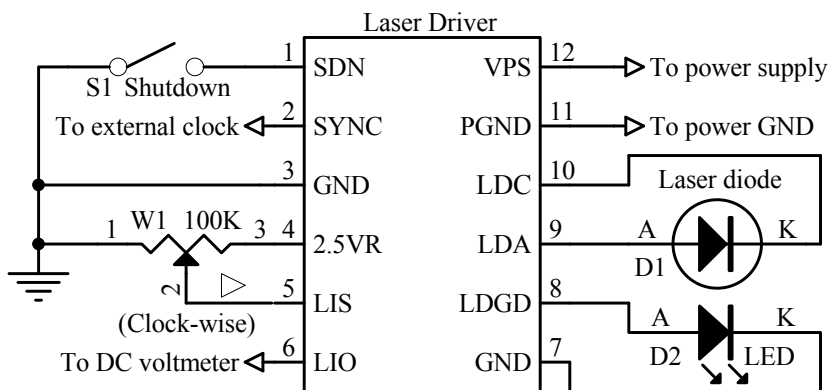 Laser Driver
1 SDN VPS 12 To power supply
S1 Shutdown
To external clock 2 SYNC PGND 11 To power GND
3 GND LDC 10
Laser diode
1 W1 100K 3 4 2.5VR LDA 9 A K
D1
2 5 LIS LDGD 8
(Clock-wise)
A K
To DC voltmeter 6 LIO GND 7
D2 LED